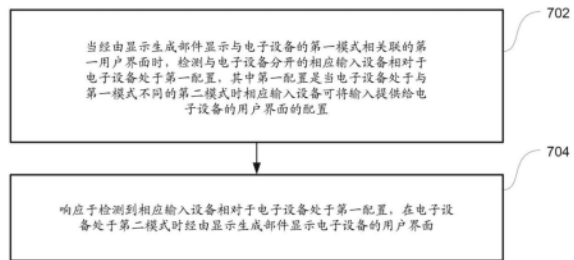 702
当经由显示生成部件显示与电子设备的第一模式相关联的第
一用户界面时，检测与电子设备分开的相应输入设备相对于
电子设备处于第一配置，其中第一配置是当电子设备处于与
第一模式不同的第二模式时相应输入设备可将输入提供给电
子设备的用户界面的配置
704
响应于检测到相应输入设备相对于电子设备处于第一配置，在电子设
备处于第二模式时经由显示生成部件显示电子设备的用户界面